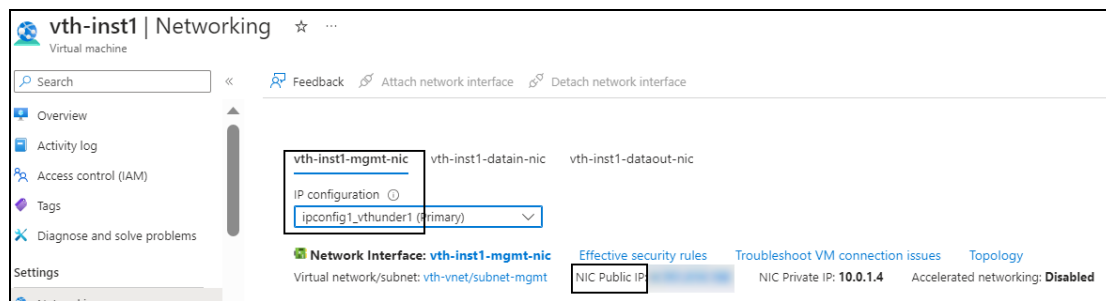 vth-inst1 | Networking ☆ ...
Virtual machine
Search «
Feedback Attach network interface Detach network interface
Overview
Activity log
Access control (IAM)
Tags
Diagnose and solve problems
Settings
vth-inst1-mgmt-nic vth-inst1-datain-nic vth-inst1-dataout-nic
IP configuration
ipconfig1_vthunder1 (Primary)
Network Interface: vth-inst1-mgmt-nic Effective security rules Troubleshoot VM connection issues Topology
Virtual network/subnet: vth-vnet/subnet-mgmt NIC Public IP: NIC Private IP: 10.0.1.4 Accelerated networking: Disabled